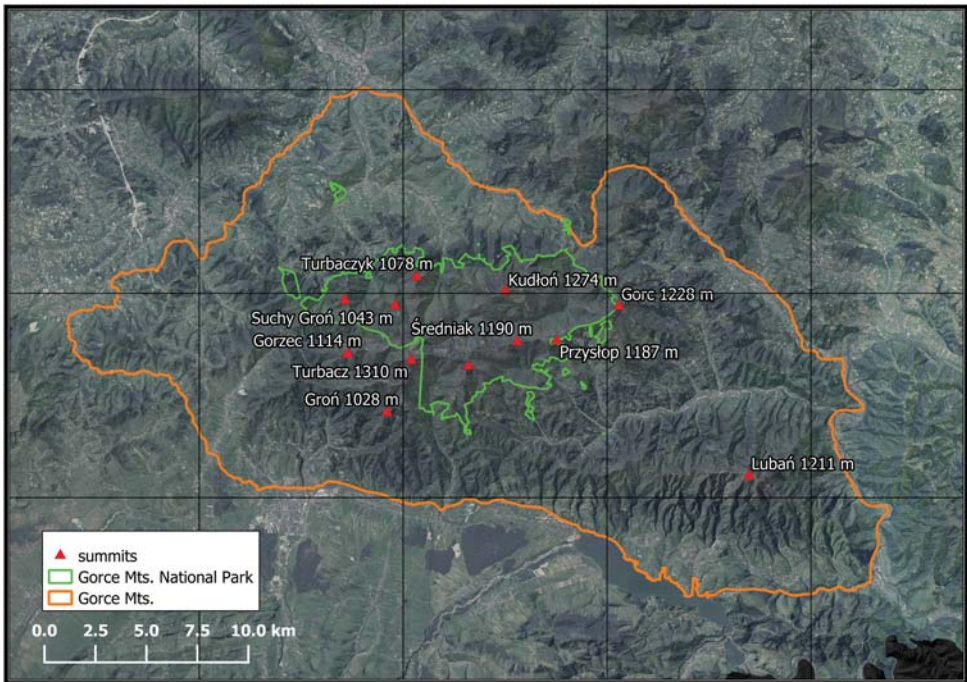 Turbaczyk 1078 m
Kudłoń 1274 m
Gorc 1228 m
Suchy Groń 1043 m
Średniak 1190 m
Gorzec 1114 m
Przysłop 1187 m
Turbacz 1310 m
Groń 1028 m
Lubań 1211 m
summits
Gorce Mts. National Park
Gorce Mts.
0.0 2.5 5.0 7.5 10.0 km